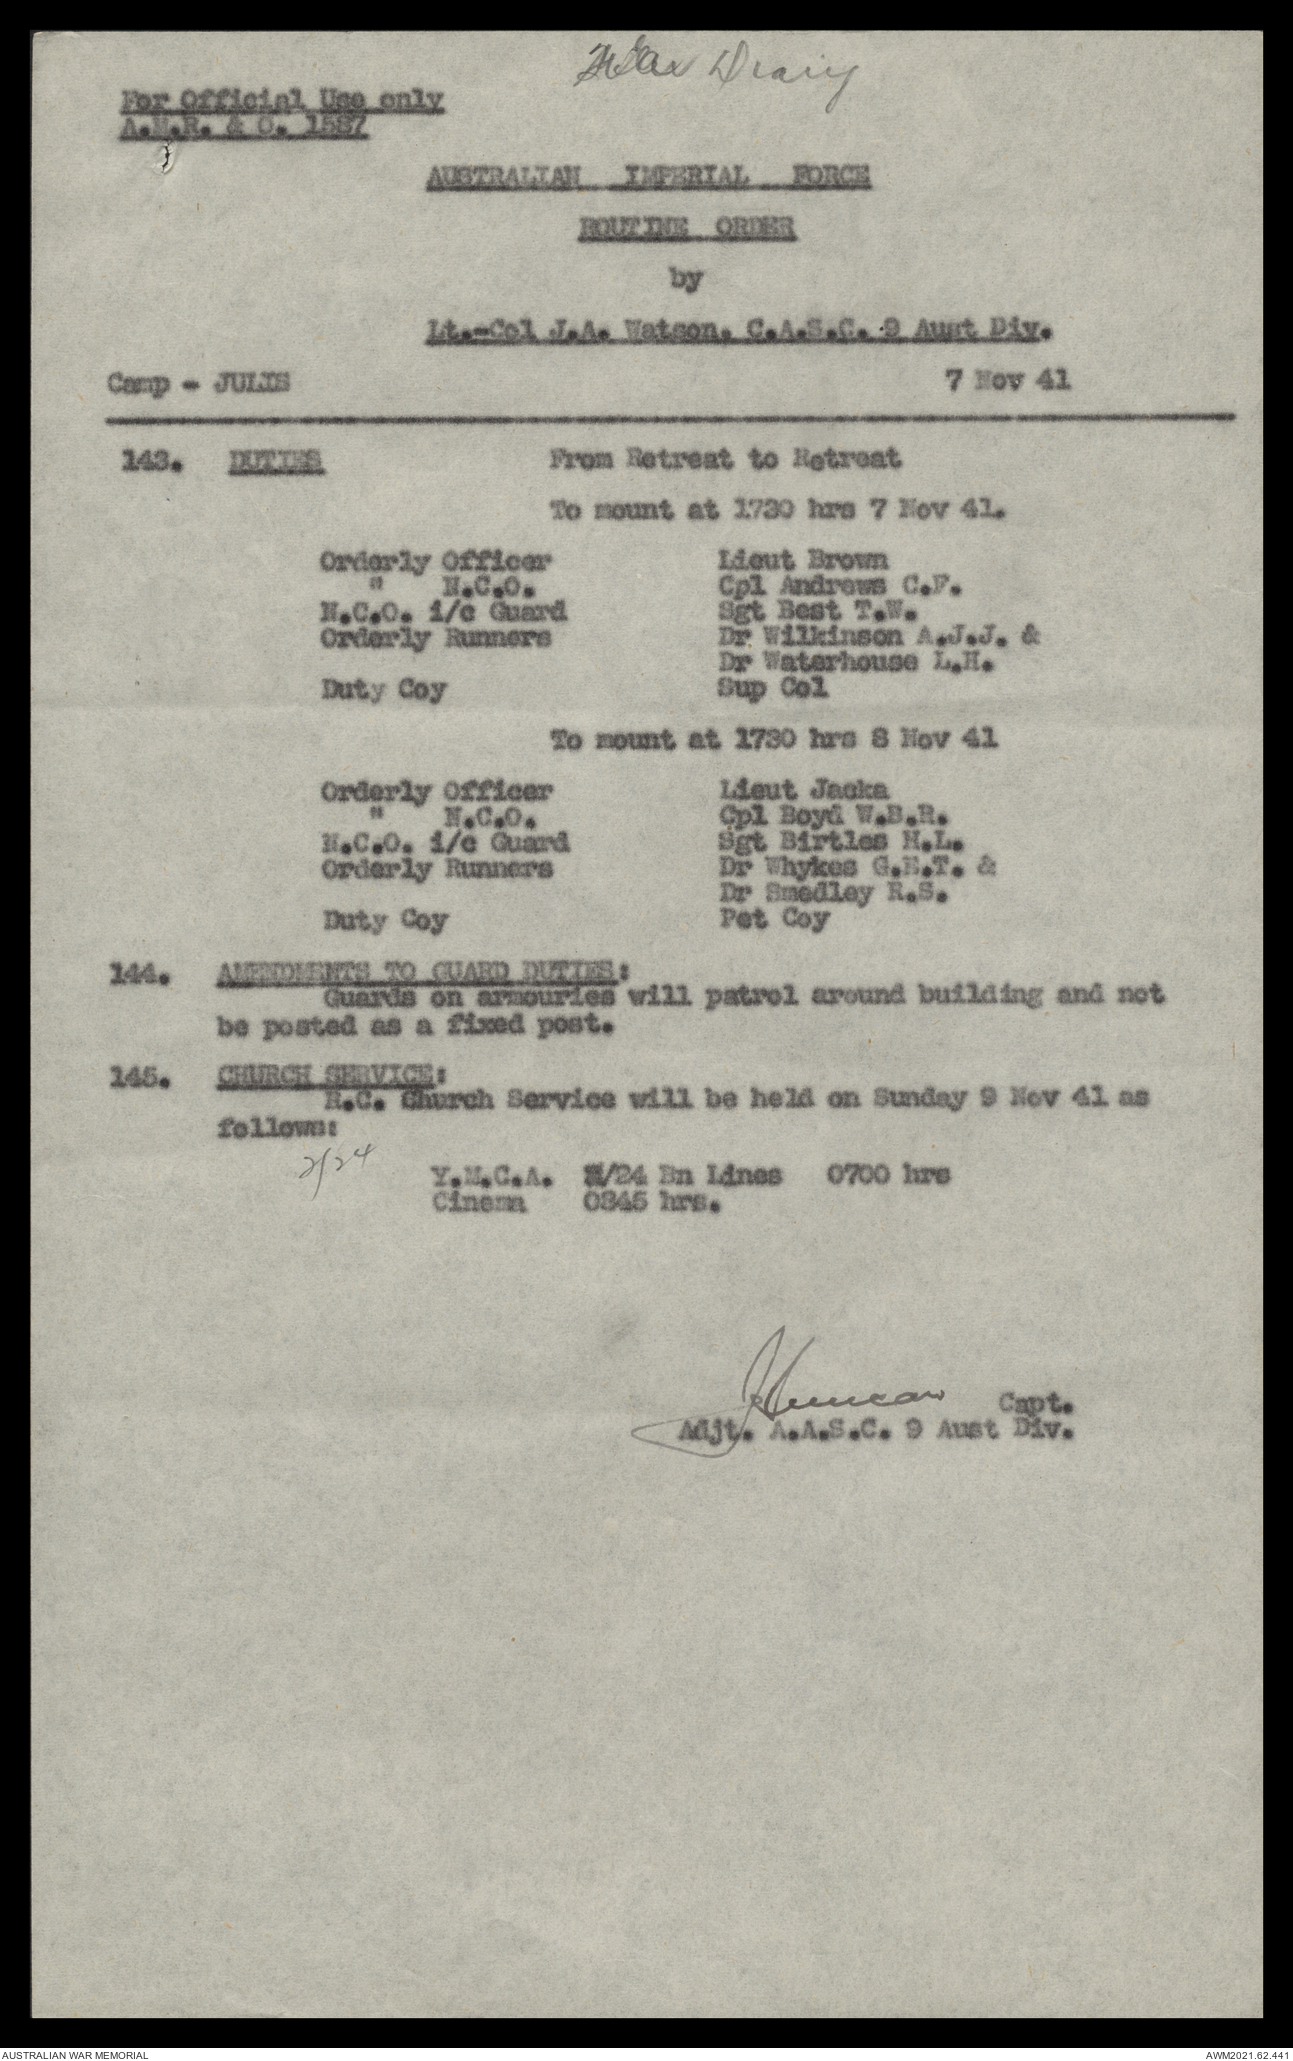 War Diary
For Official Use only
A.M.R. & O. 1587
AUSTRALIAN IMPERIAL FORCE
ROUTINE ORDER
by
Lt.-Col J.A. Watson. C.A.S.C. 9 Aust Div.
Camp - JULIS 7 Nov 41
143. DUTIES From Retreat to Retreat
To mount at 1730 hrs 7 Nov 41.
Orderly Officer Lieut Brown
" N.C.O. Cpl Andrews C.F.
N.C.O. i/c Guard Sgt Best T.W.
Orderly Runners Dr Wilkinson A.J.J. &
Dr Waterhouse L.H.
Duty Coy Sup Col
To mount at 1730 hrs 8 Nov 41
Orderly Officer Lieut Jacka
" N.C.O. Cpl Boyd W.B.R.
N.C.O. i/c Guard Sgt Birtles H.L.
Orderly Runners Dr Whykes G.E.T. &
Dr Smedley R.S.
Duty Coy Pet Coy
144. AMENDMENTS TO GUARD DUTIES:
Guards on armouries will patrol around building and not
be posted as a fixed post.
145. CHURCH SERVICE:
R.C. Church Service will be held on Sunday 9 Nov 41 as
follows:
2/24
Y.M.C.A. 2/24 Bn Lines 0700 hrs
Cinema 0845 hrs.
Capt.
Adjt. A.A.S.C. 9 Aust Div.
AUSTRALIAN WAR MEMORIAL AWM2021.62.441